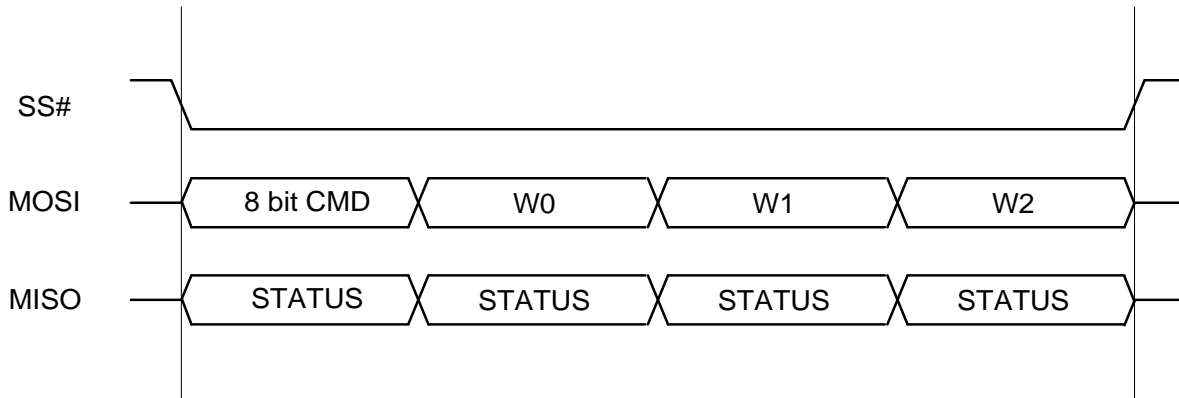 SS#
MOSI 8 bit CMD W0 W1 W2
MISO STATUS STATUS STATUS STATUS